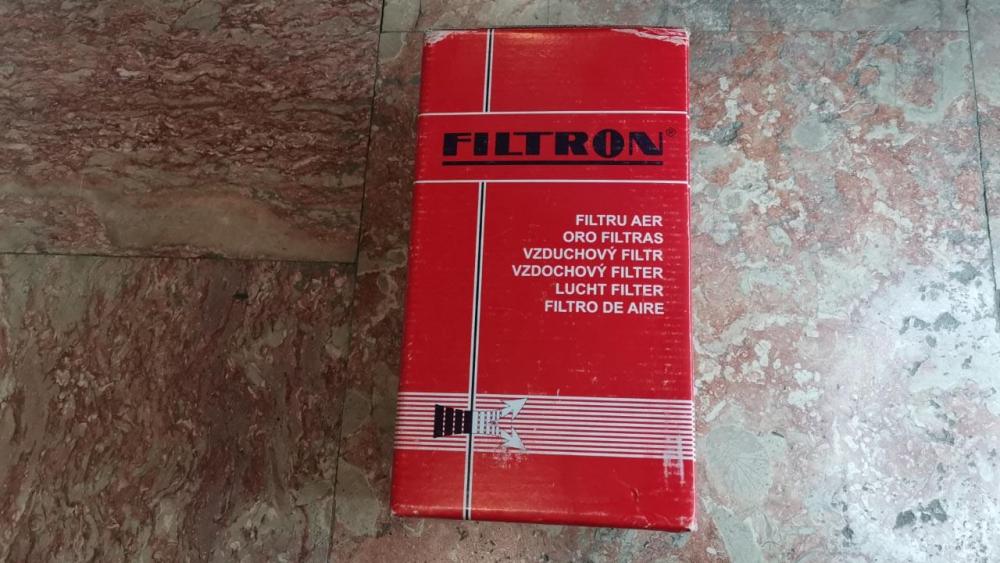 FILTRON®
FILTRU AER
ORO FILTRAS
VZDUCHOVÝ FILTR
VZDOCHOVÝ FILTER
LUCHT FILTER
FILTRO DE AIRE